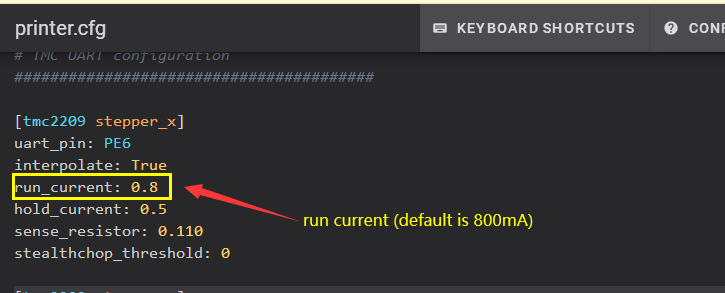 printer.cfg
KEYBOARD SHORTCUTS
CONF
# TMC UART configuration
########################################
[tmc2209 stepper_x]
uart_pin: PE6
interpolate: True
run_current: 0.8
hold_current: 0.5
run current (default is 800mA)
sense_resistor: 0.110
stealthchop_threshold: 0